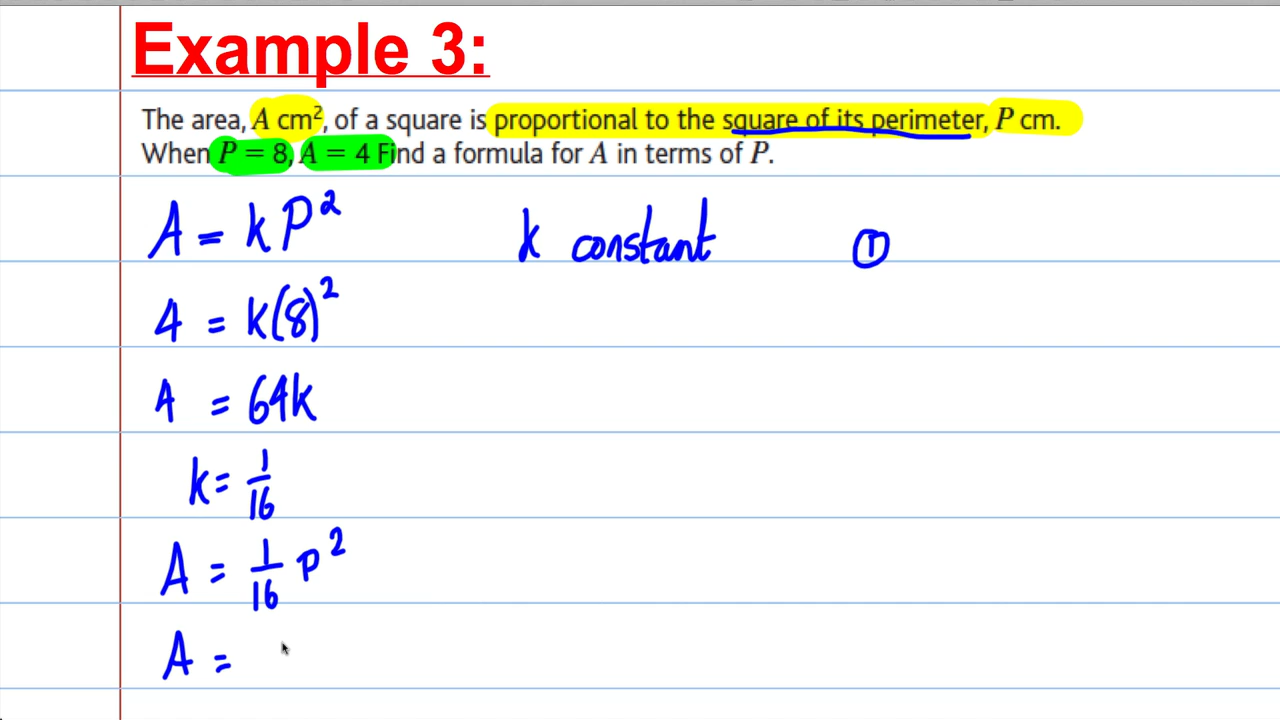 Example 3:
The area, A cm², of a square is proportional to the square of its perimeter, P cm.
When P = 8, A = 4 Find a formula for A in terms of P.
A = kP² k constant ①
4 = k(8)²
4 = 64k
k = 1/16
A = 1/16 P²
A =